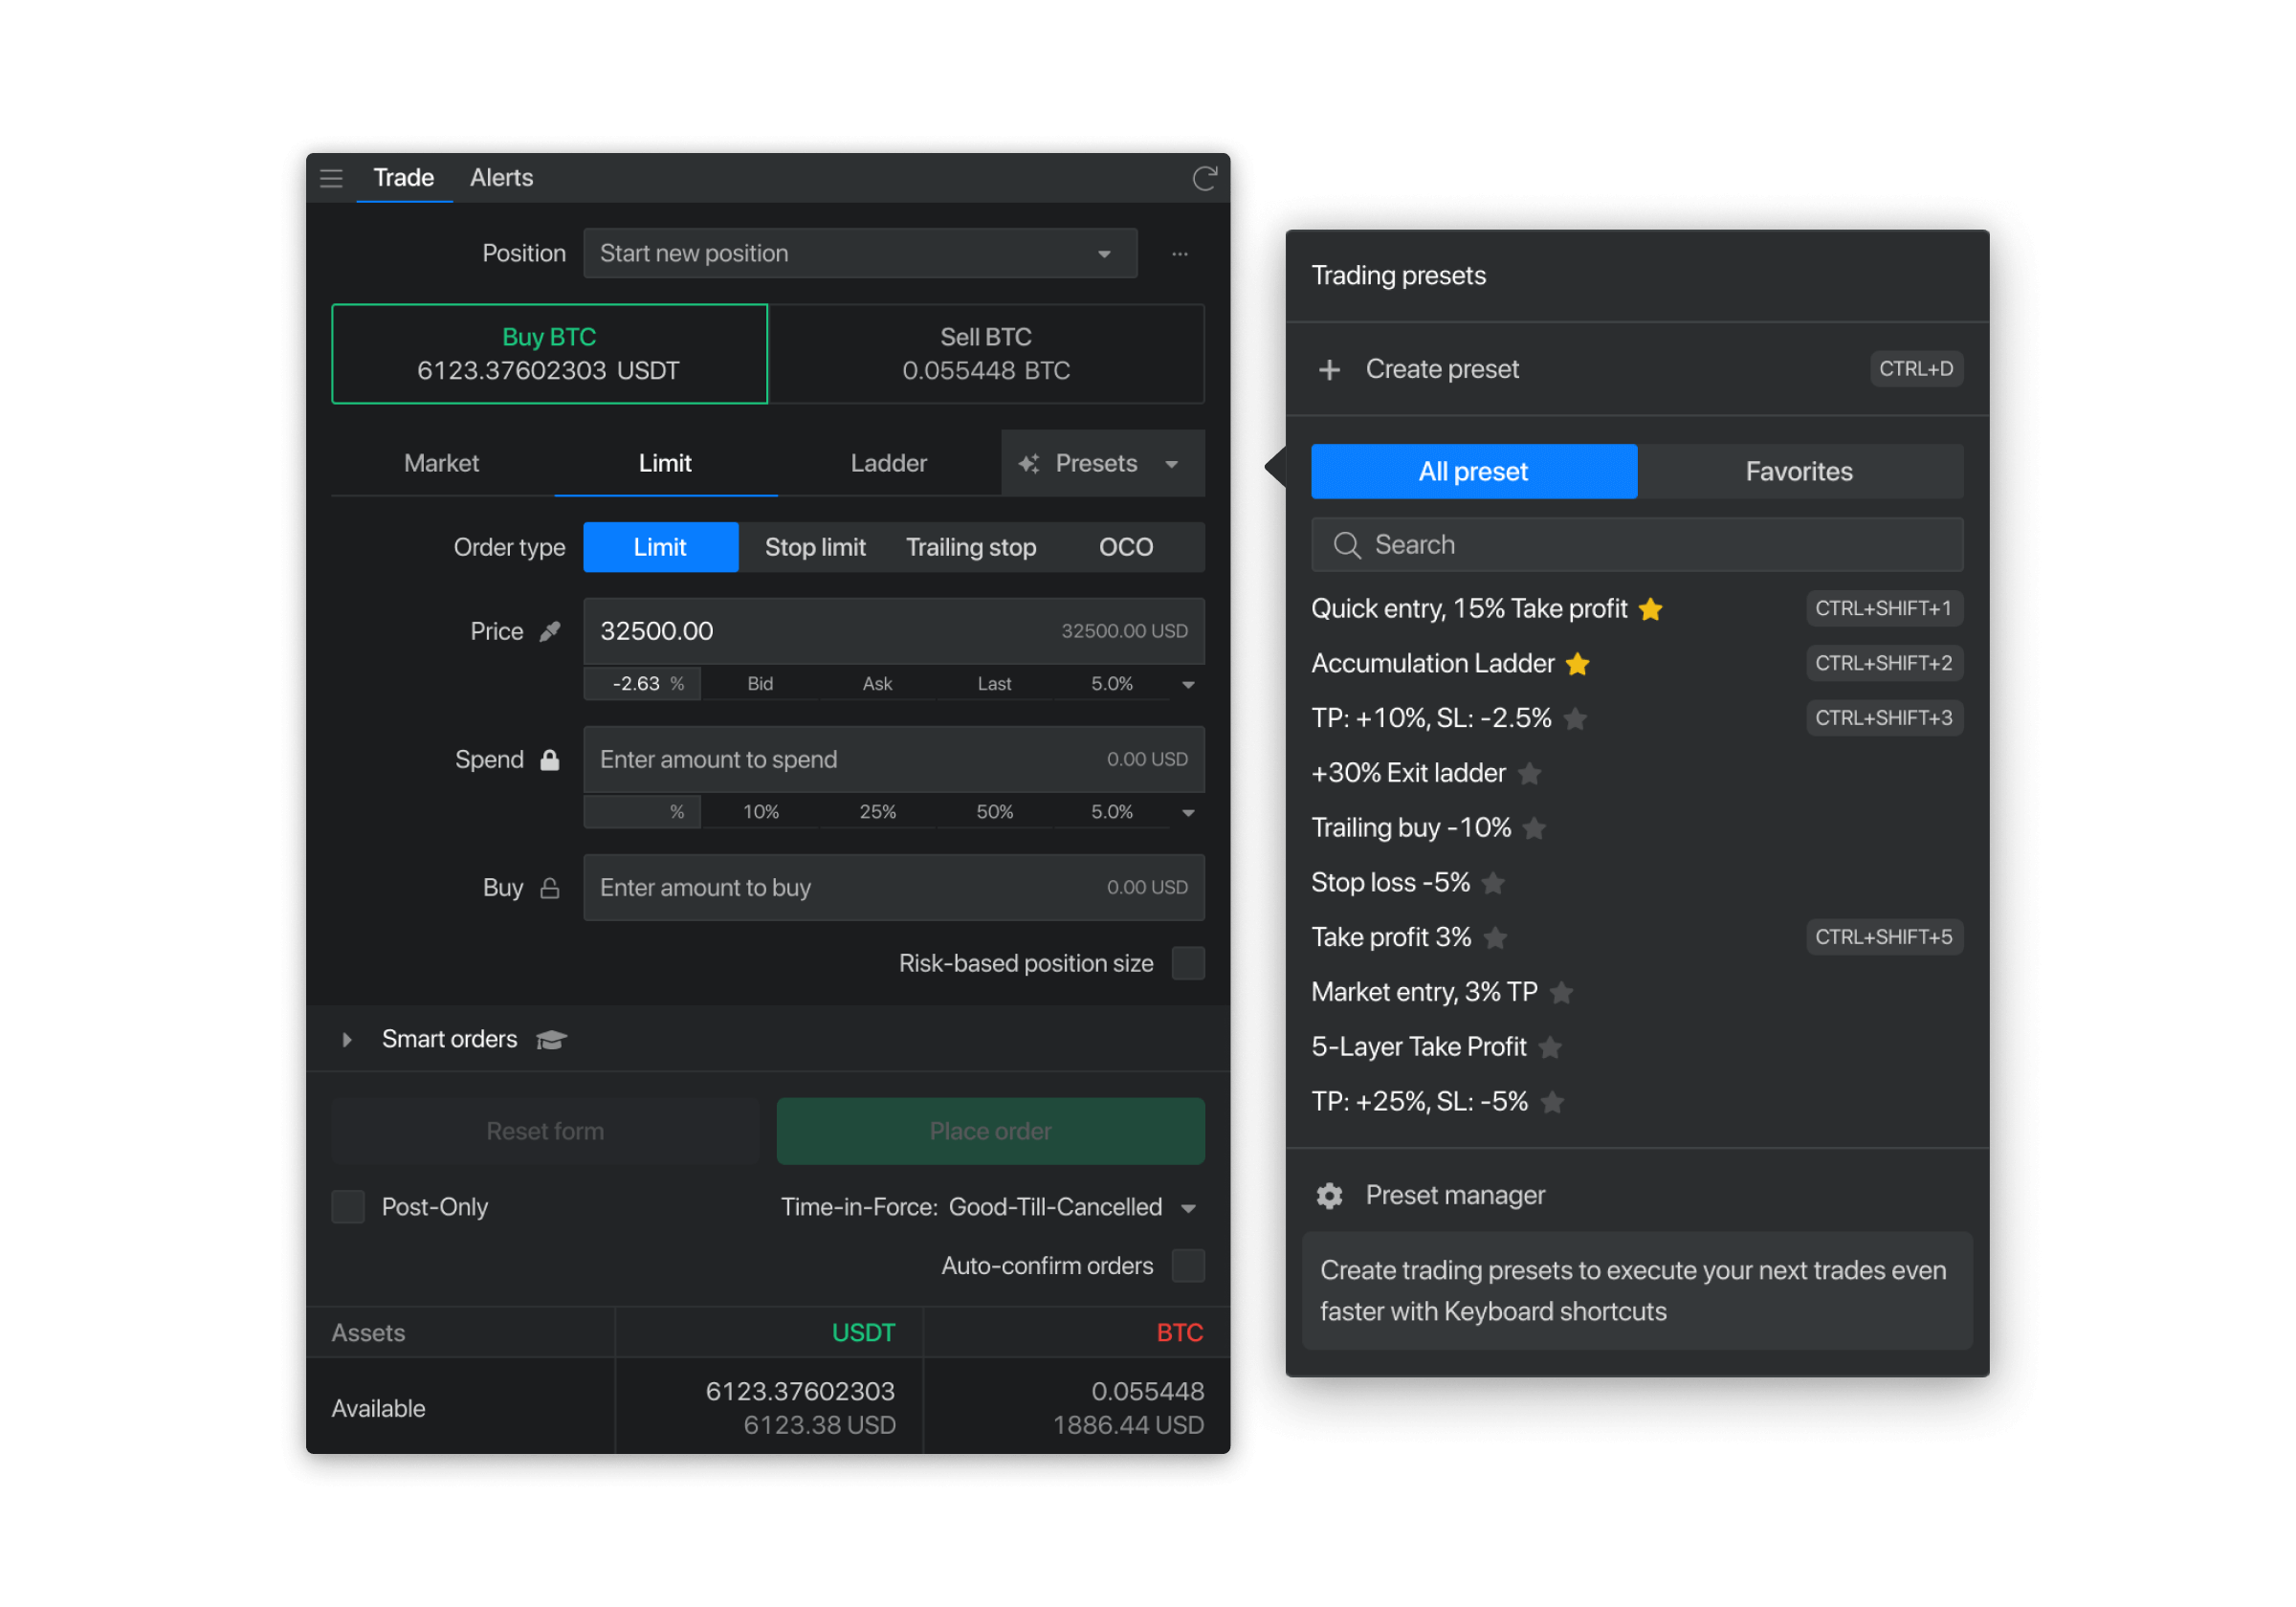 Trade Alerts
Position Start new position ...
Buy BTC Sell BTC
6123.37602303 USDT 0.055448 BTC
Market Limit Ladder Presets
Order type Limit Stop limit Trailing stop OCO
Price 32500.00 32500.00 USD
-2.63 % Bid Ask Last 5.0%
Spend Enter amount to spend 0.00 USD
% 10% 25% 50% 5.0%
Buy Enter amount to buy 0.00 USD
Risk-based position size
Smart orders
Reset form Place order
Post-Only Time-in-Force: Good-Till-Cancelled
Auto-confirm orders
Assets USDT BTC
Available 6123.37602303 0.055448
6123.38 USD 1886.44 USD
Trading presets
Create preset CTRL+D
All preset Favorites
Search
Quick entry, 15% Take profit CTRL+SHIFT+1
Accumulation Ladder CTRL+SHIFT+2
TP: +10%, SL: -2.5% CTRL+SHIFT+3
+30% Exit ladder
Trailing buy -10%
Stop loss -5%
Take profit 3% CTRL+SHIFT+5
Market entry, 3% TP
5-Layer Take Profit
TP: +25%, SL: -5%
Preset manager
Create trading presets to execute your next trades even
faster with Keyboard shortcuts